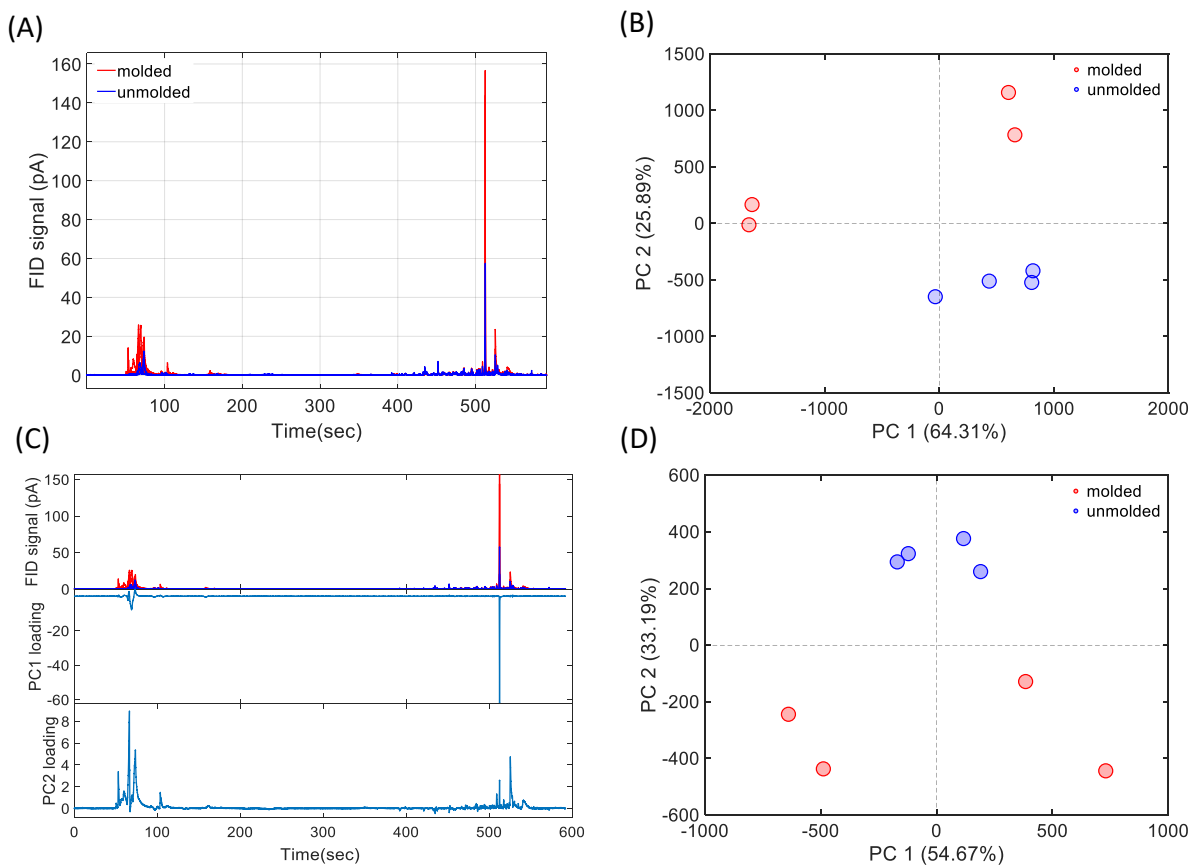 (A)
160
140
120
100
80
60
40
20
0
FID signal (pA)
molded
unmolded
100
200
300
400
500
Time(sec)
(B)
1500
1000
500
0
-500
-1000
-1500
PC 2 (25.89%)
molded
unmolded
-2000
-1000
0
1000
2000
PC 1 (64.31%)
(C)
150
100
50
0
FID signal (pA)
-20
-40
-60
PC1 loading
8
6
4
2
0
PC2 loading
0
100
200
300
400
500
600
Time(sec)
(D)
600
400
200
0
-200
-400
-600
PC 2 (33.19%)
molded
unmolded
-1000
-500
0
500
1000
PC 1 (54.67%)